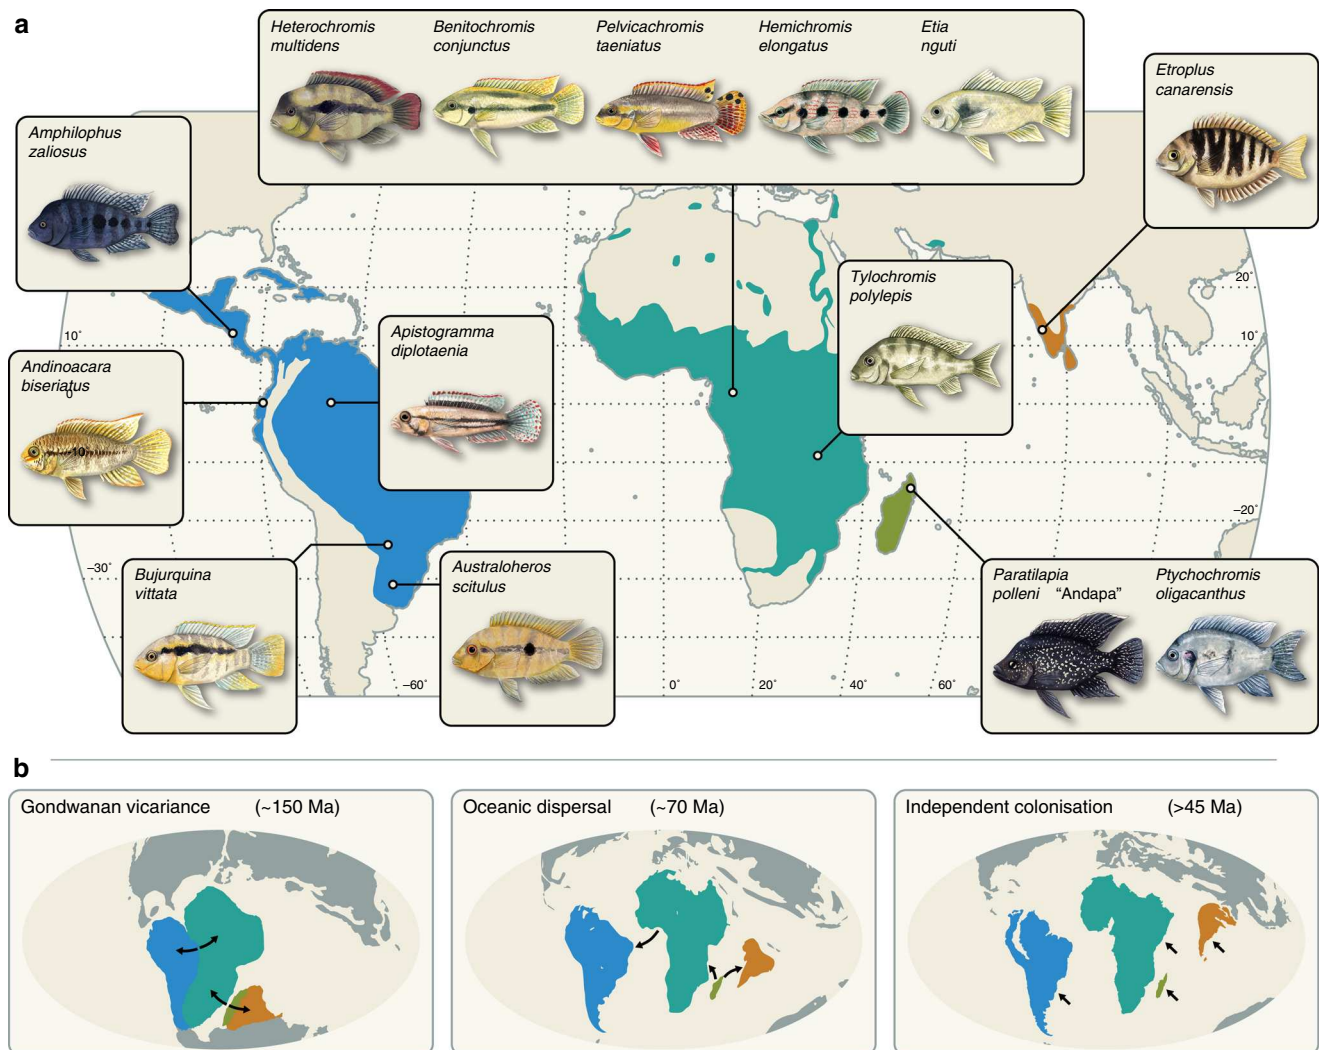 a
Heterochromis
multidens
Benitochromis
conjunctus
Pelvicachromis
taeniatus
Hemichromis
elongatus
Etia
nguti
Etroplus
canarensis
Amphilophus
zaliosus
Tylochromis
polylepis
20°
Apistogramma
diplotaenia
10°
10°
Andinoacara
biseriatus
0
-10°
–20°
–30°
Bujurquina
vittata
Australoheros
scitulus
Paratilapia
polleni “Andapa”
Ptychochromis
oligacanthus
–60°
0°
20°
40°
60°
b
Gondwanan vicariance (~150 Ma)
Oceanic dispersal (~70 Ma)
Independent colonisation (>45 Ma)